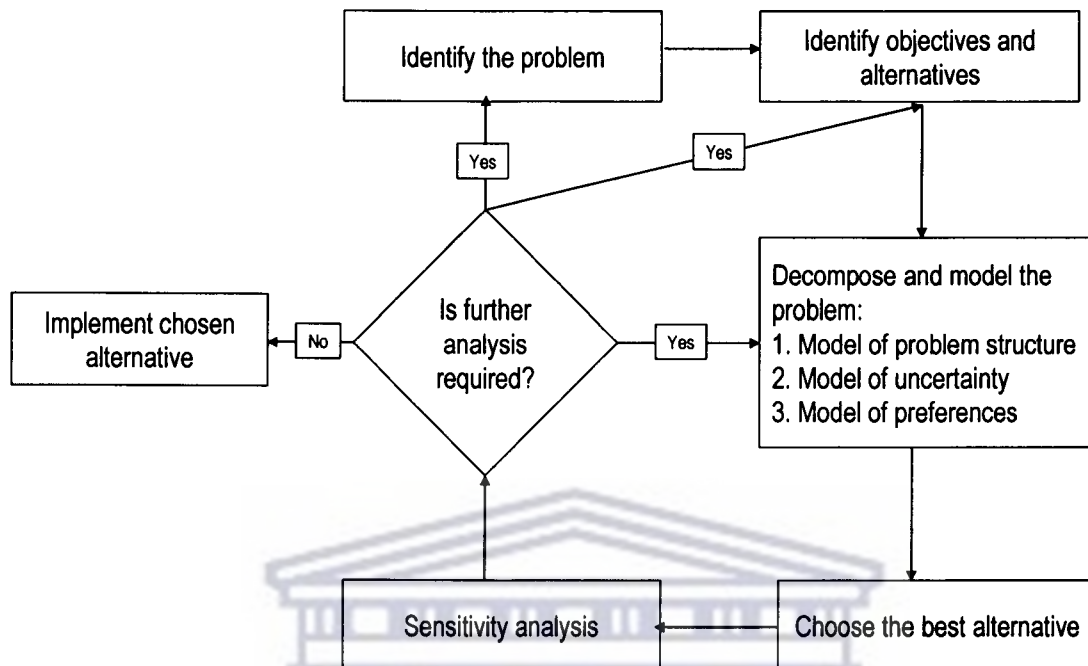 Identify the problem
Identify objectives and
alternatives
Yes
Yes
Implement chosen
alternative
No
Is further
analysis
required?
Yes
Decompose and model the
problem:
1. Model of problem structure
2. Model of uncertainty
3. Model of preferences
Sensitivity analysis
Choose the best alternative